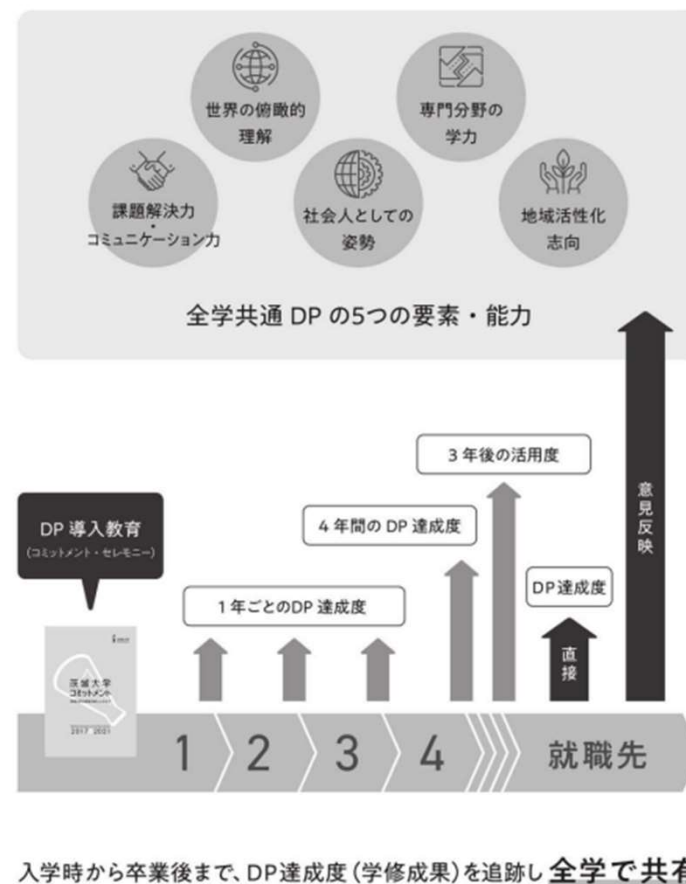 世界の俯瞰的
理解
専門分野の
学力
課題解決力
・
コミュニケーション力
社会人としての
姿勢
地域活性化
志向
全学共通 DP の5つの要素・能力
3 年後の活用度
意見反映
DP 導入教育
(コミットメント・セレモニー)
4 年間の DP 達成度
DP達成度
1 年ごとのDP 達成度
直接
茨城大学
コミットメント
2017 2021
1 2 3 4 就職先
入学時から卒業後まで、DP達成度(学修成果)を追跡し 全学で共有